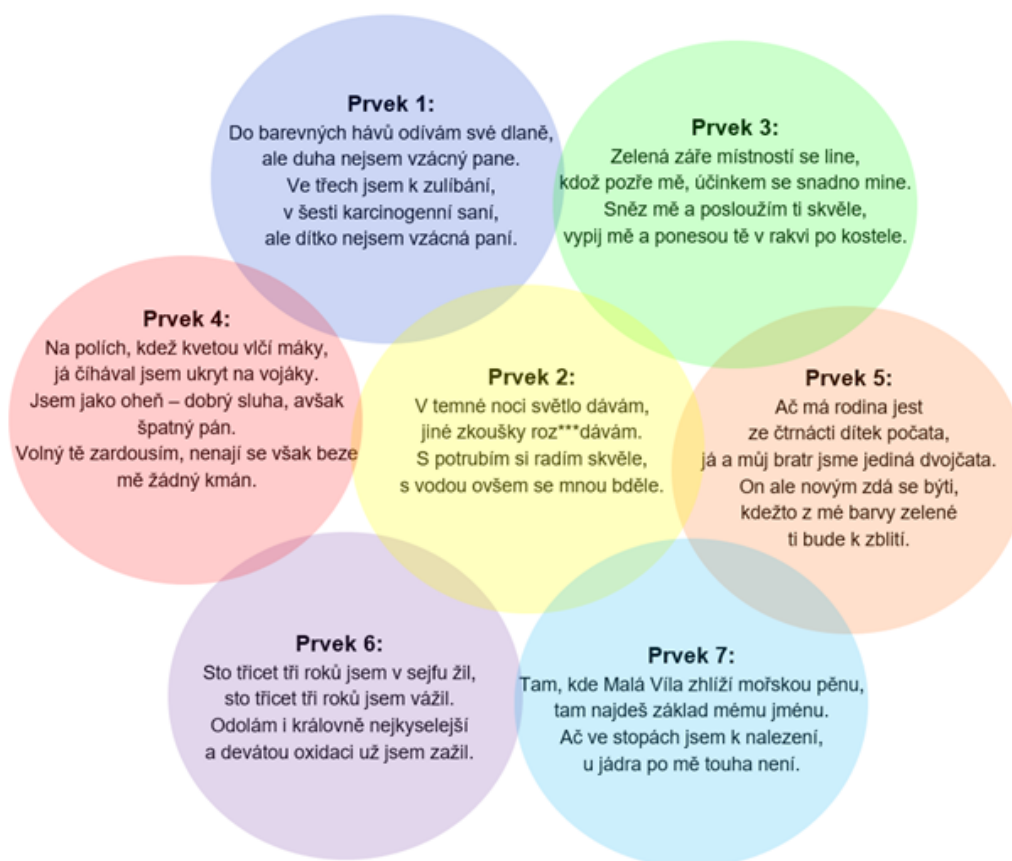 Prvek 1:
Do barevných hávů odívám své dlaně,
ale duha nejsem vzácný pane.
Ve třech jsem k zulíbání,
v šesti karcinogenní saní,
ale dítko nejsem vzácná paní.
Prvek 3:
Zelená záře místností se line,
kdož pozře mě, účinkem se snadno mine.
Sněz mě a posloužím ti skvěle,
vypij mě a ponesou tě v rakvi po kostele.
Prvek 4:
Na polích, kdež kvetou vlčí máky,
já číhával jsem ukryt na vojáky.
Jsem jako oheň – dobrý sluha, avšak
špatný pán.
Volný tě zardousím, nenají se však beze
mě žádný kmán.
Prvek 2:
V temné noci světlo dávám,
jiné zkoušky roz***dávám.
S potrubím si radím skvěle,
s vodou ovšem se mnou bděle.
Prvek 5:
Ač má rodina jest
ze čtrnácti dítek počata,
já a můj bratr jsme jediná dvojčata.
On ale novým zdá se býti,
kdežto z mé barvy zelené
ti bude k zblití.
Prvek 6:
Sto třicet tři roků jsem v sejfu žil,
sto třicet tři roků jsem vážil.
Odolám i královně nejkyselejší
a devátou oxidaci už jsem zažil.
Prvek 7:
Tam, kde Malá Víla zhlíží mořskou pěnu,
tam najdeš základ mému jménu.
Ač ve stopách jsem k nalezení,
u jádra po mě touha není.